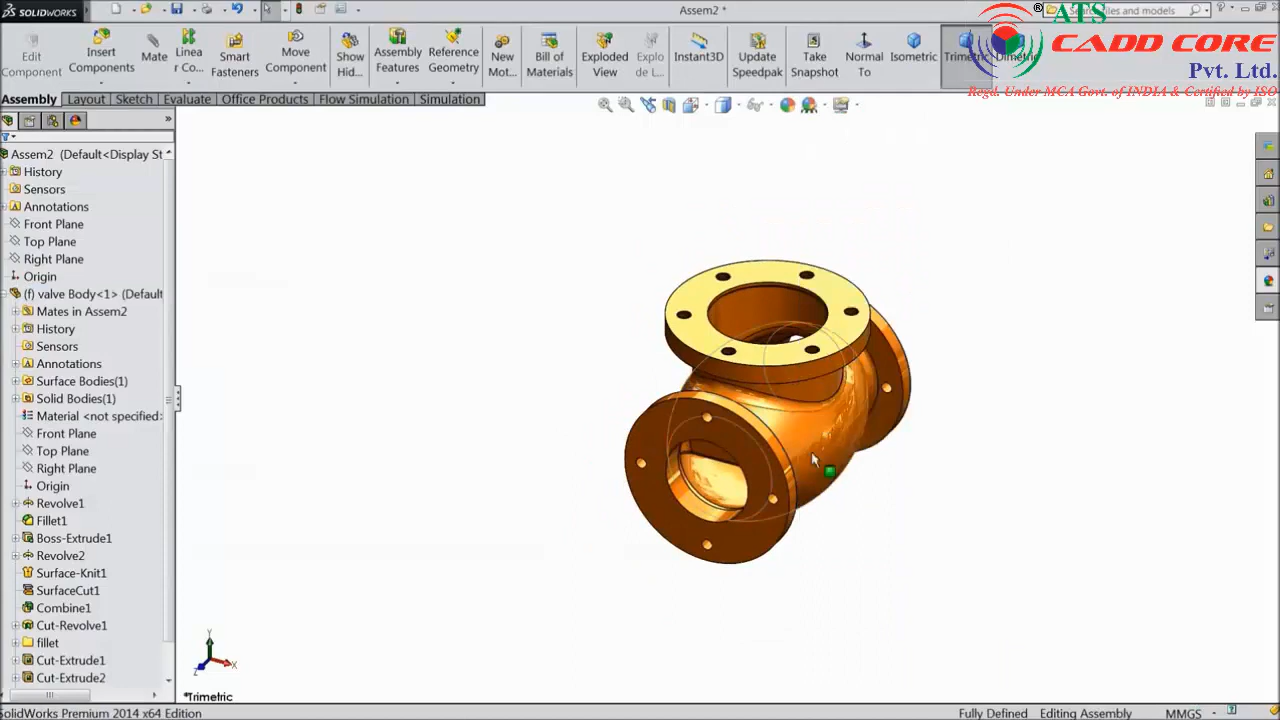 SOLIDWORKS
Assem2 *
Search files and models
®
ATS
CADD CORE
Pvt. Ltd.
Regd. Under MCA Govt. of INDIA & Certified by ISO
Edit Component
Insert Components
Mate
Linea r Co...
Smart Fasteners
Move Component
Show Hid...
Assembly Features
Reference Geometry
New Mot...
Bill of Materials
Exploded View
Explo de L...
Instant3D
Update Speedpak
Take Snapshot
Normal To
Isometric
Trimetric
Dimetric
Assembly
Layout
Sketch
Evaluate
Office Products
Flow Simulation
Simulation
Assem2 (Default<Display St
History
Sensors
Annotations
Front Plane
Top Plane
Right Plane
Origin
(f) valve Body<1> (Default
Mates in Assem2
History
Sensors
Annotations
Surface Bodies(1)
Solid Bodies(1)
Material <not specified>
Front Plane
Top Plane
Right Plane
Origin
Revolve1
Fillet1
Boss-Extrude1
Revolve2
Surface-Knit1
SurfaceCut1
Combine1
Cut-Revolve1
fillet
Cut-Extrude1
Cut-Extrude2
Y
X
Z
*Trimetric
SolidWorks Premium 2014 x64 Edition
Fully Defined
Editing Assembly
MMGS